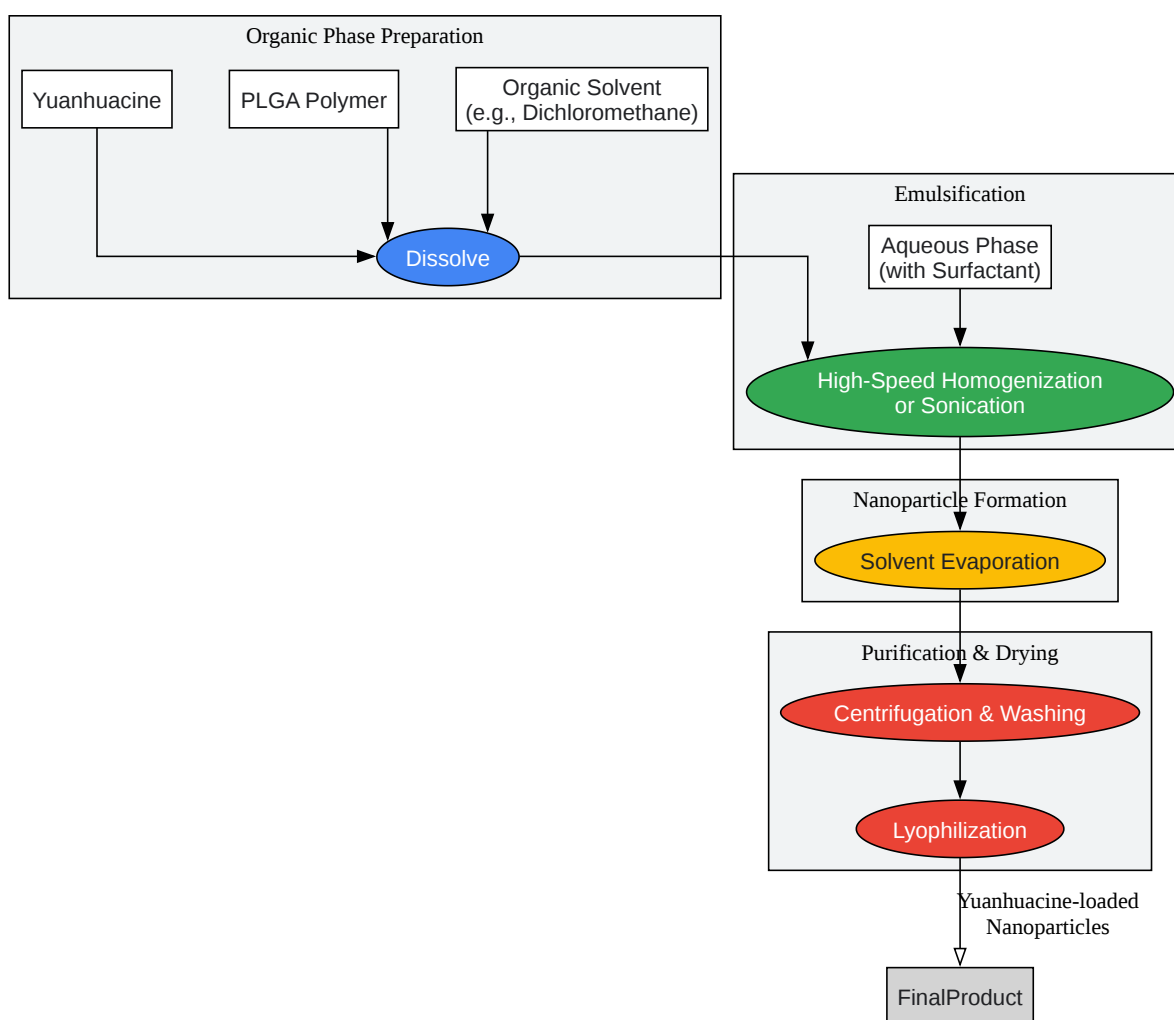 Organic Phase Preparation
Yuanhuacine
PLGA Polymer
Organic Solvent
(e.g., Dichloromethane)
Dissolve
Emulsification
Aqueous Phase
(with Surfactant)
High-Speed Homogenization
or Sonication
Nanoparticle Formation
Solvent Evaporation
Purification & Drying
Centrifugation & Washing
Lyophilization
Yuanhuacine-loaded
Nanoparticles
FinalProduct